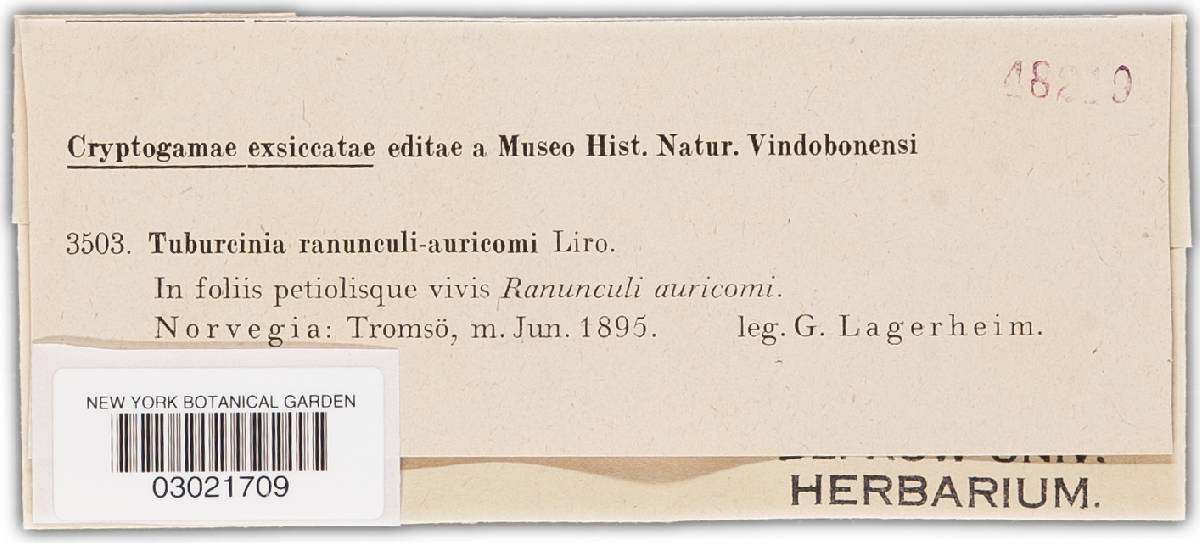 Cryptogamae exsiccatae editae a Museo Hist. Natur. Vindobonensi
3503. Tuburcinia ranunculi-auricomi Liro.
In foliis petiolisque vivis Ranunculi auricomi.
Norvegia: Tromsö, m. Jun. 1895. leg. G. Lagerheim.
NEW YORK BOTANICAL GARDEN
03021709
UNIV.
HERBARIUM.